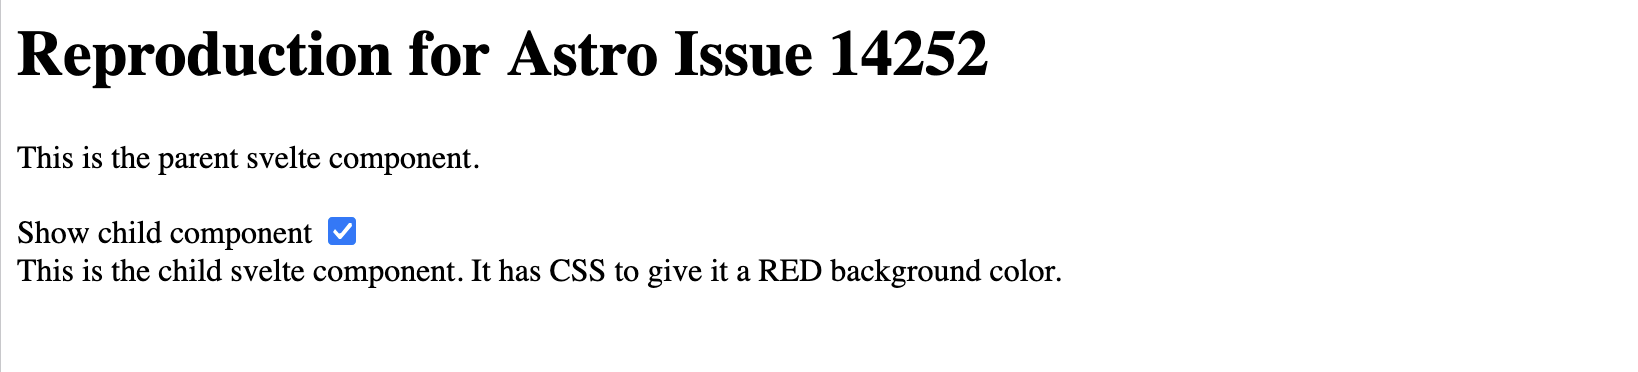 Reproduction for Astro Issue 14252
This is the parent svelte component.
Show child component
This is the child svelte component. It has CSS to give it a RED background color.